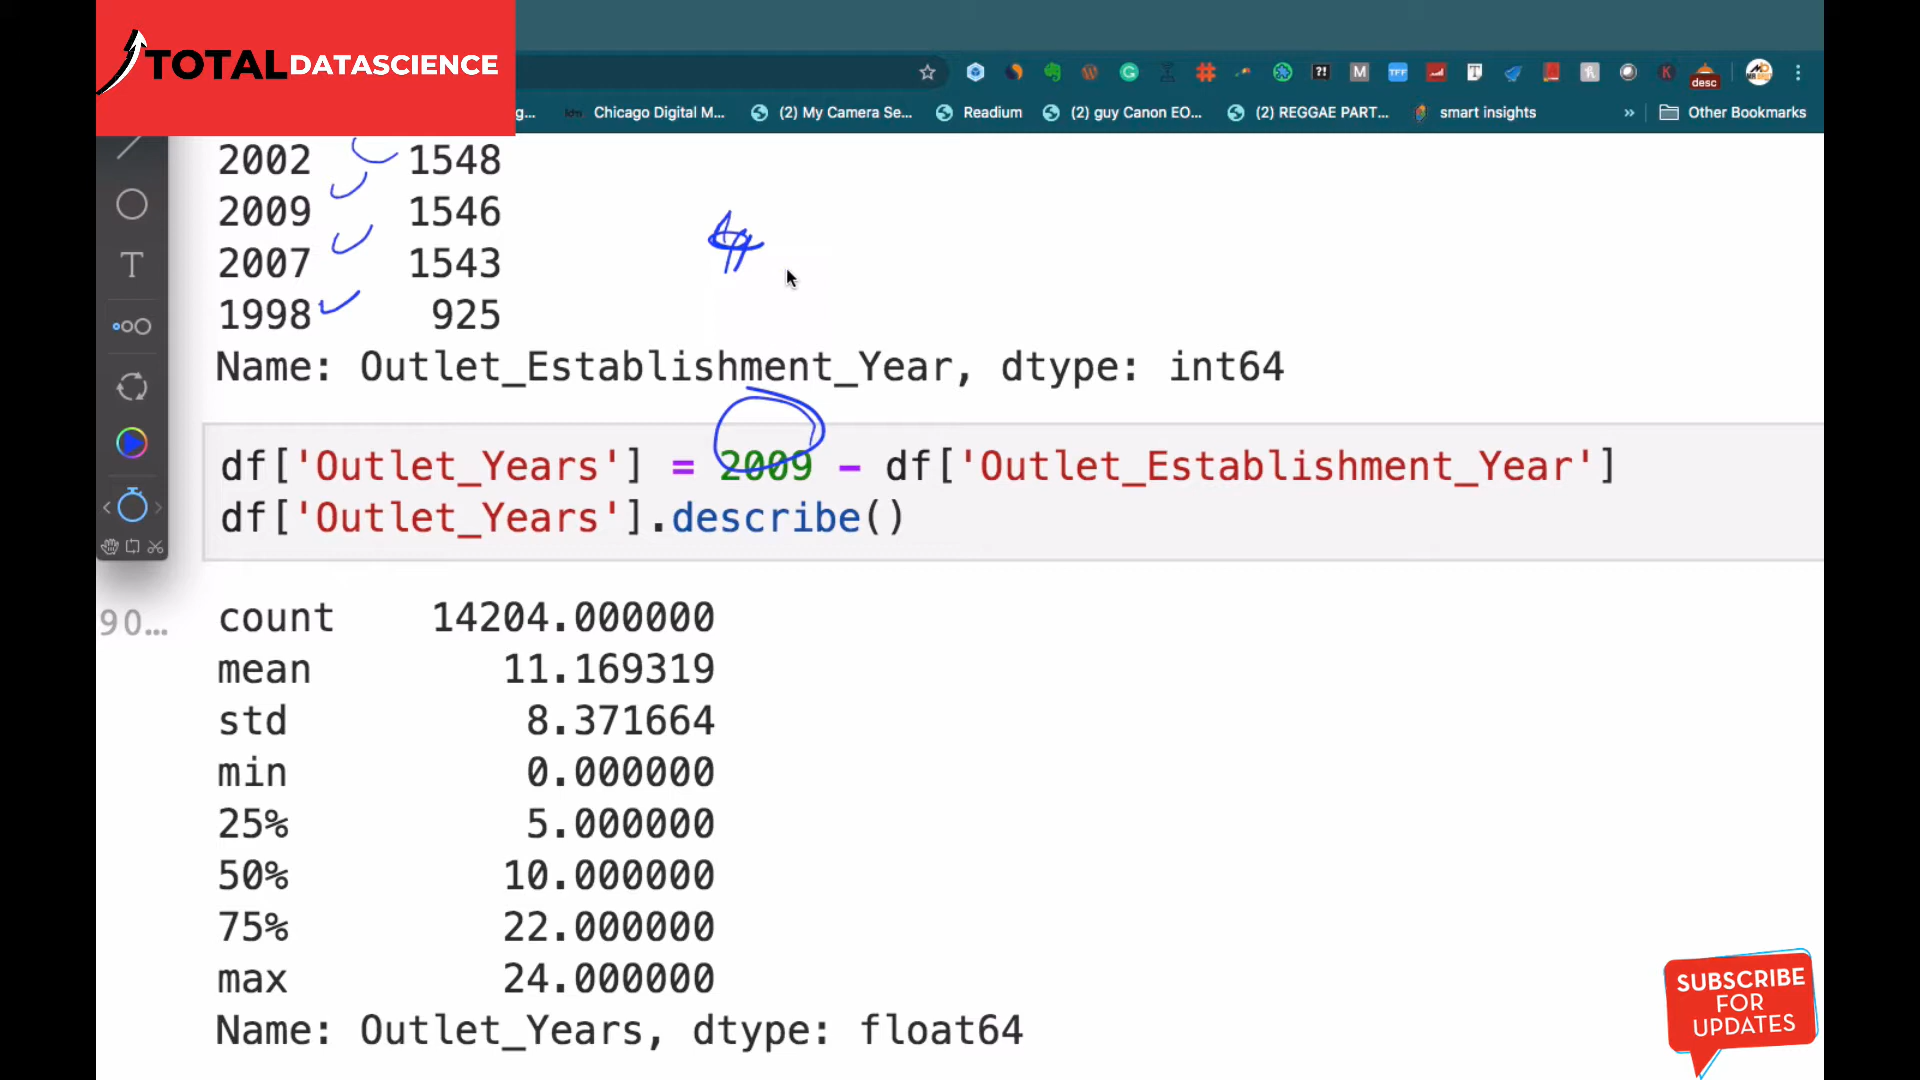 TOTAL DATASCIENCE
desc
g... Chicago Digital M... (2) My Camera Se... Readium (2) guy Canon EO... (2) REGGAE PART... smart insights » Other Bookmarks
2002 1548
2009 1546
2007 1543
1998 925
Name: Outlet_Establishment_Year, dtype: int64
df['Outlet_Years'] = 2009 - df['Outlet_Establishment_Year']
df['Outlet_Years'].describe()
90...
count 14204.000000
mean 11.169319
std 8.371664
min 0.000000
25% 5.000000
50% 10.000000
75% 22.000000
max 24.000000
Name: Outlet_Years, dtype: float64
SUBSCRIBE
FOR
UPDATES